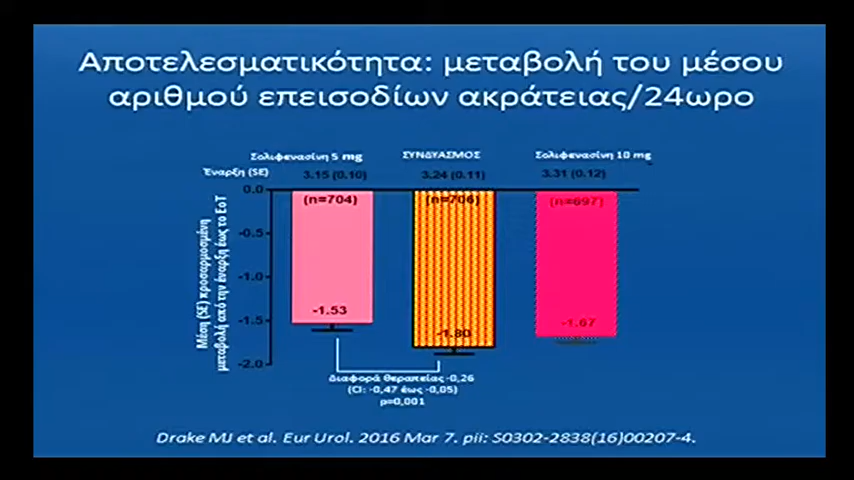 Αποτελεσματικότητα: μεταβολή του μέσου
αριθμού επεισοδίων ακράτειας/24ωρο
Σολιφενασίνη 5 mg ΣΥΝΔΥΑΣΜΟΣ Σολιφενασίνη 10 mg
Έναρξη (SE) 3.15 (0.10) 3.24 (0.11) 3.31 (0.12)
(n=704) (n=706) (n=697)
0.0
-0.5
-1.0
-1.5
-2.0
Μέση (SE) προσαρμοσμένη
μεταβολή από την έναρξη έως το EoT
-1.53 -1.80 -1.67
Διαφορά θεραπείας -0,26
(CI: -0,47 έως -0,05)
p=0,001
Drake MJ et al. Eur Urol. 2016 Mar 7. pii: S0302-2838(16)00207-4.